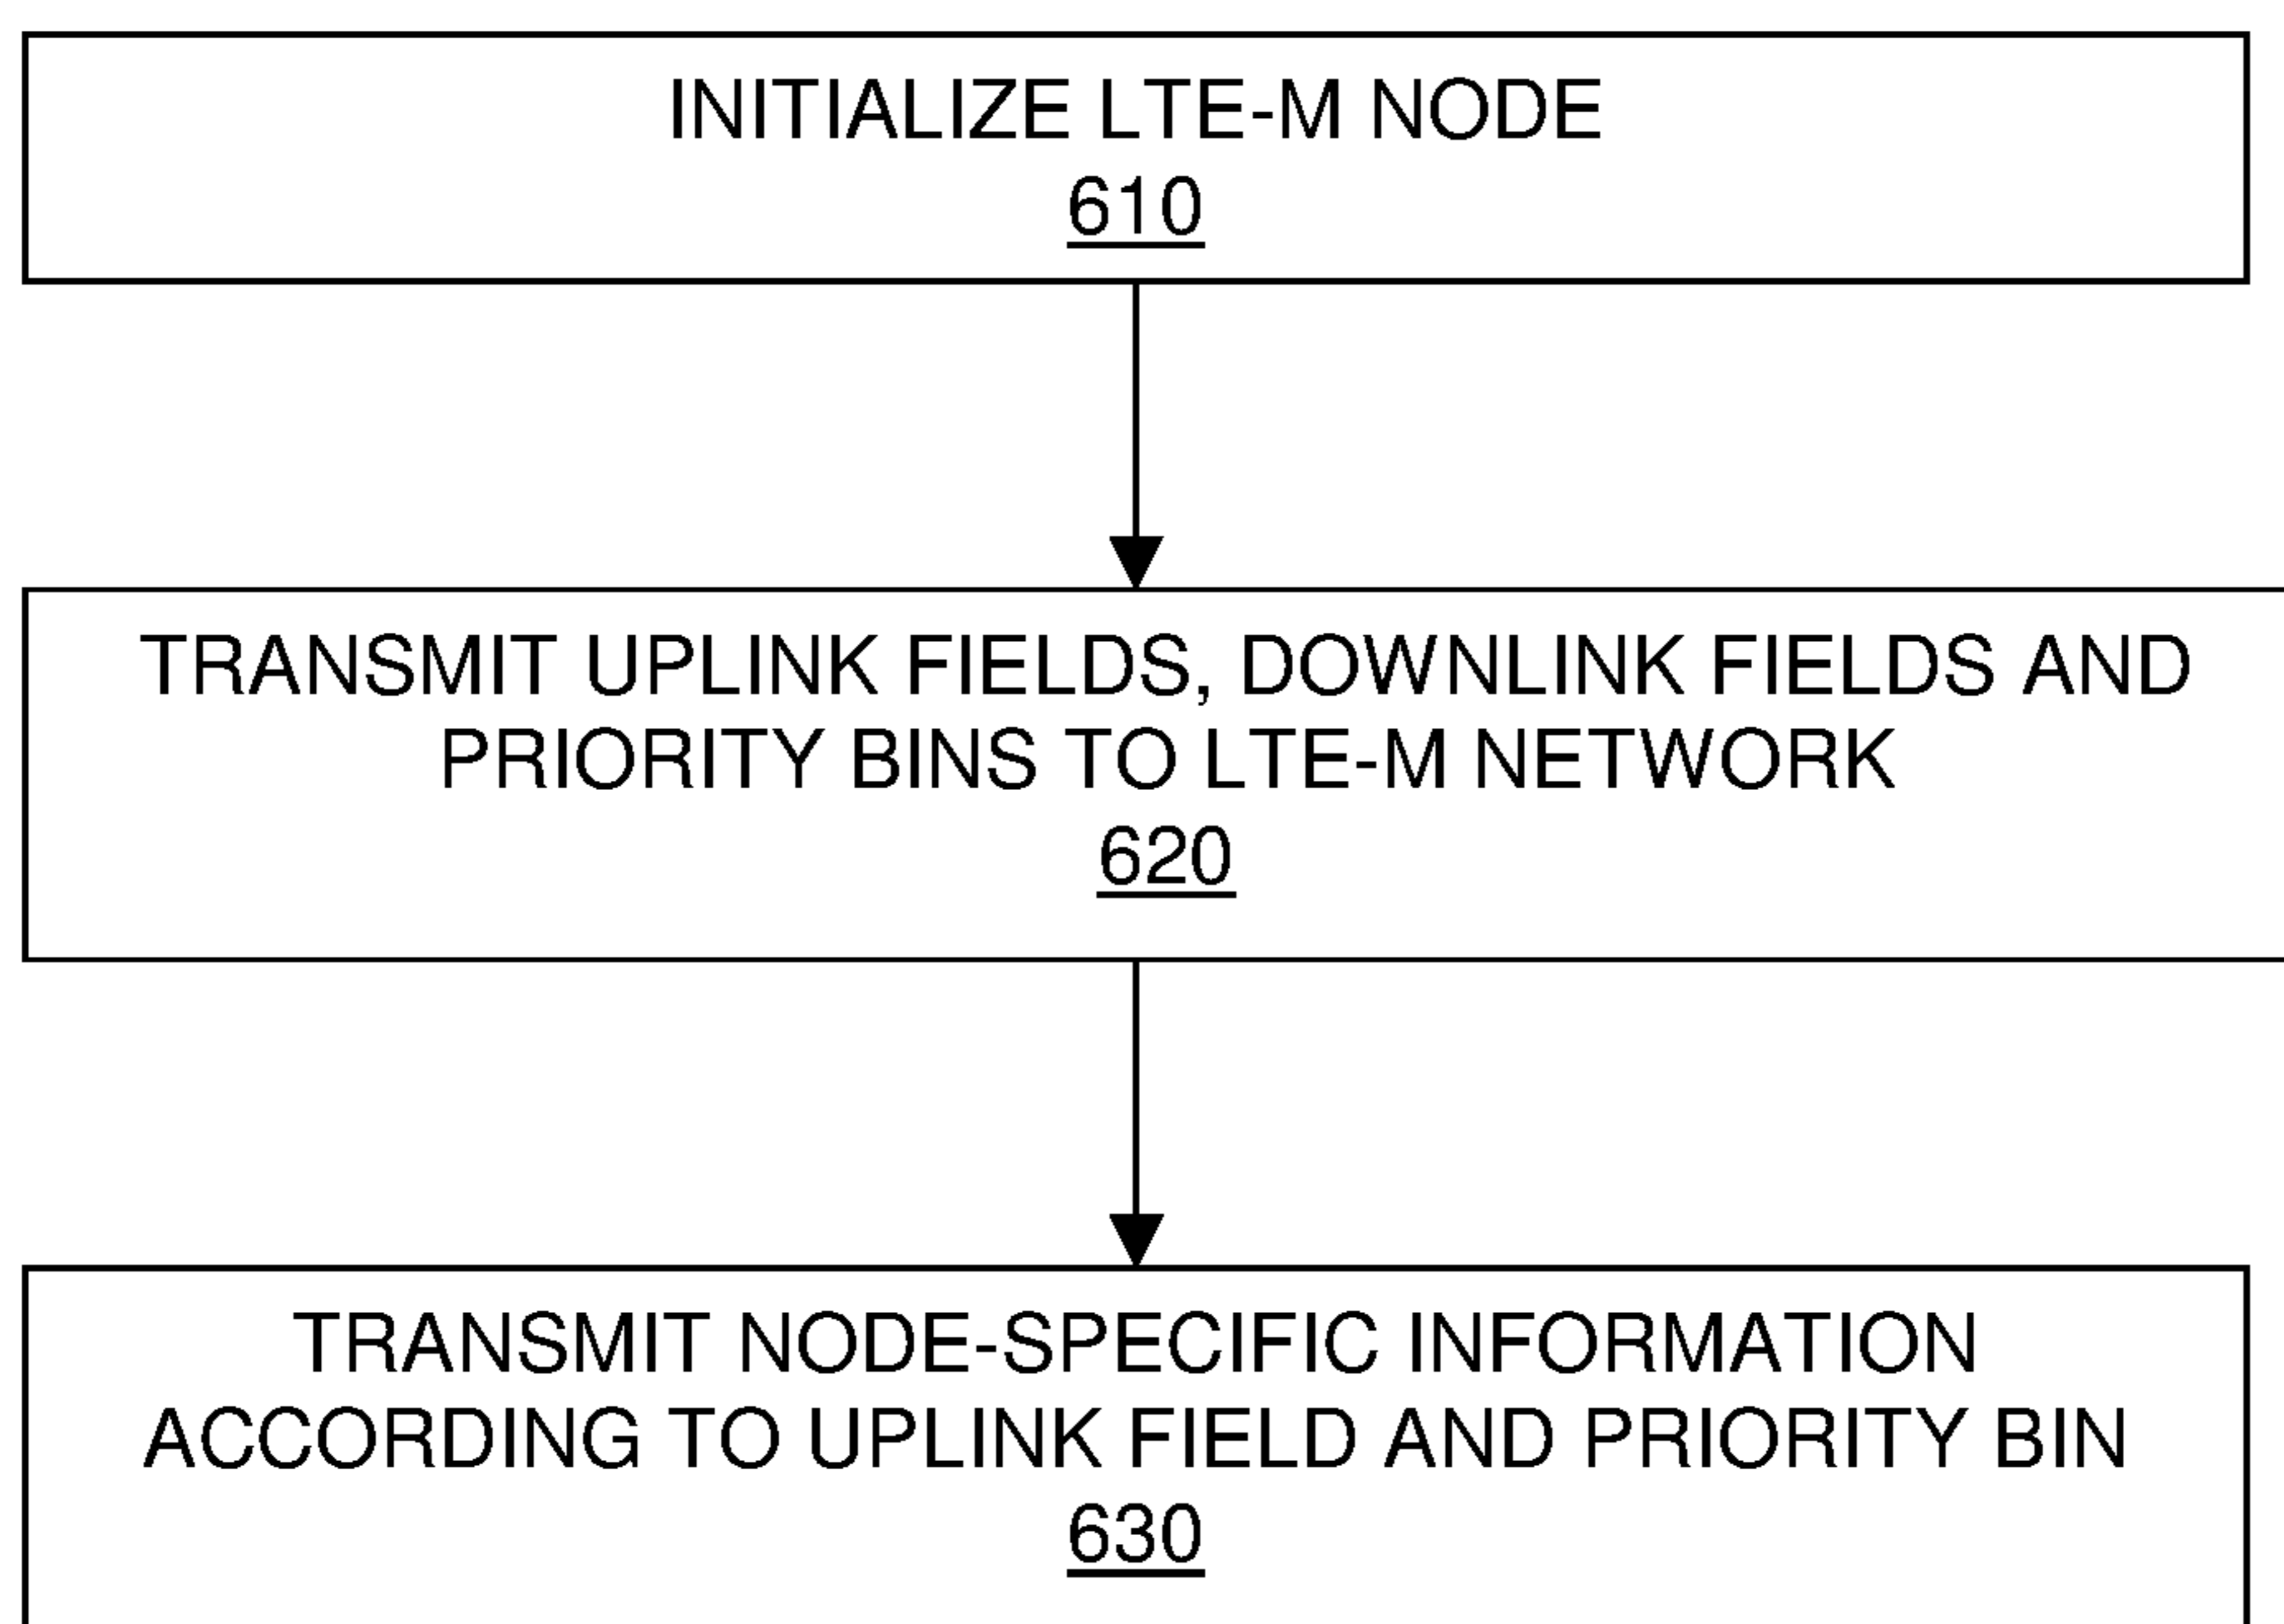 INITIALIZE LTE-M NODE
610
TRANSMIT UPLINK FIELDS, DOWNLINK FIELDS AND
PRIORITY BINS TO LTE-M NETWORK
620
TRANSMIT NODE-SPECIFIC INFORMATION
ACCORDING TO UPLINK FIELD AND PRIORITY BIN
630